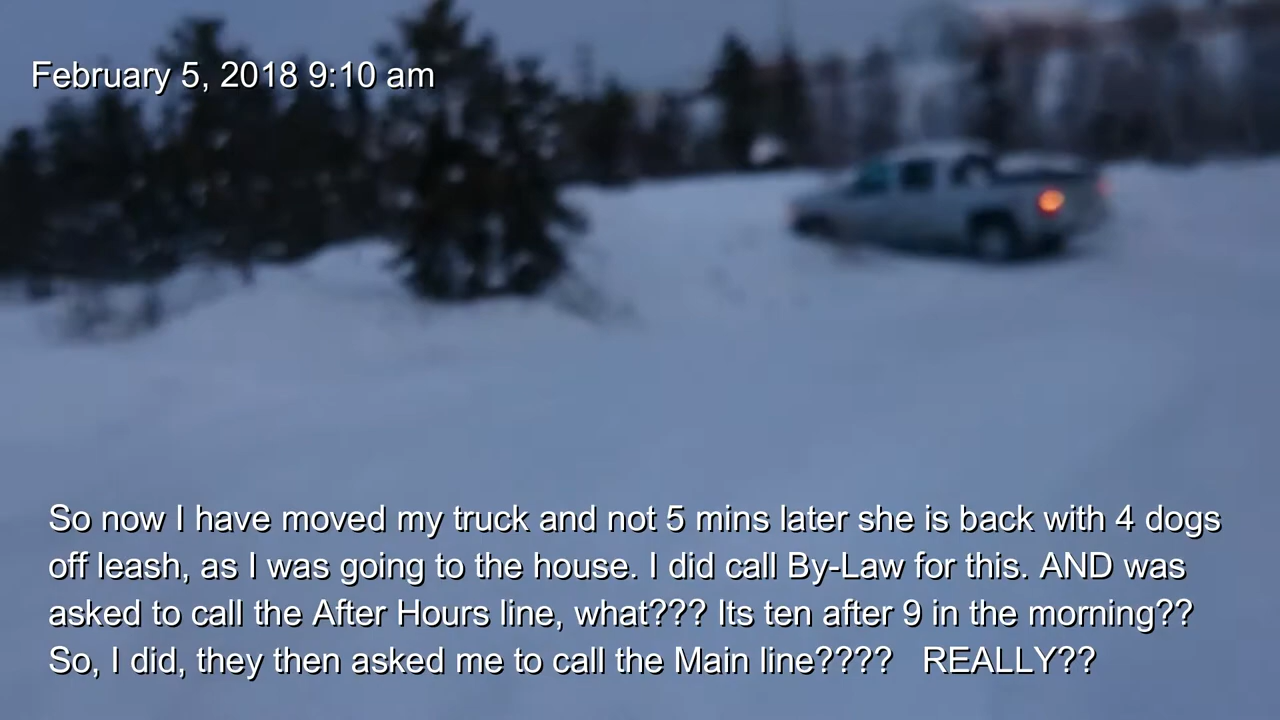 February 5, 2018 9:10 am
So now I have moved my truck and not 5 mins later she is back with 4 dogs
off leash, as I was going to the house. I did call By-Law for this. AND was
asked to call the After Hours line, what??? Its ten after 9 in the morning??
So, I did, they then asked me to call the Main line???? REALLY??